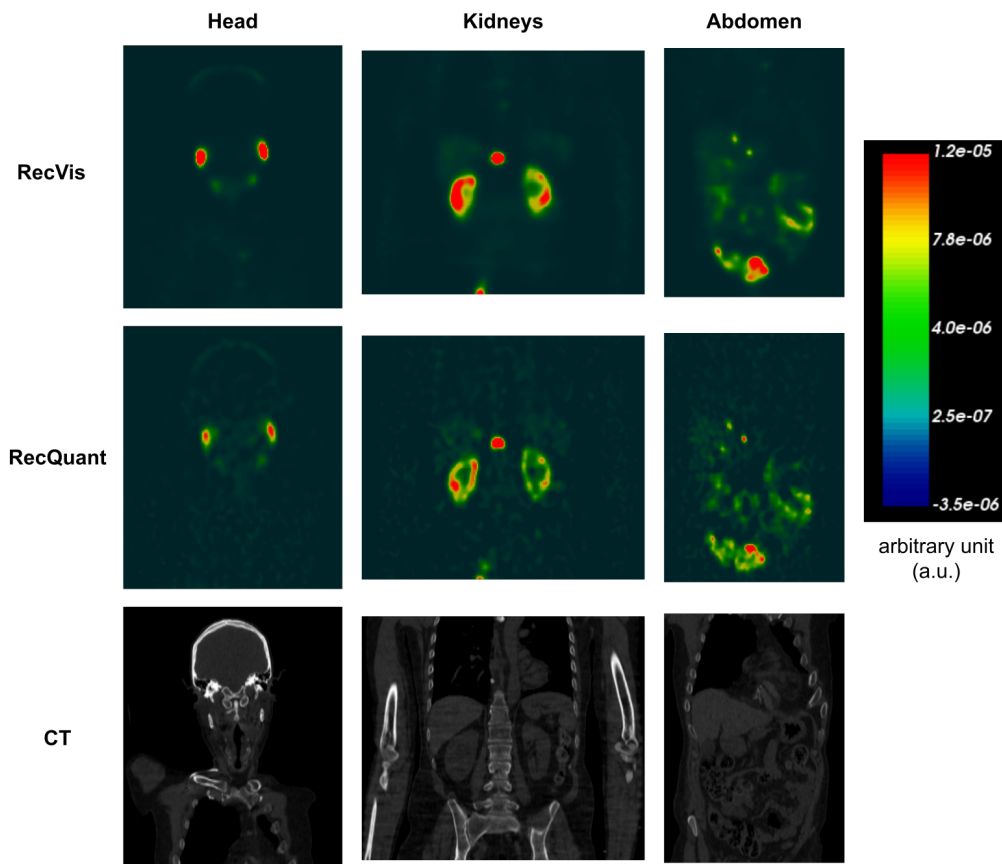 Head
Kidneys
Abdomen
RecVis
RecQuant
CT
1.2e-05
7.8e-06
4.0e-06
2.5e-07
-3.5e-06
arbitrary unit
(a.u.)